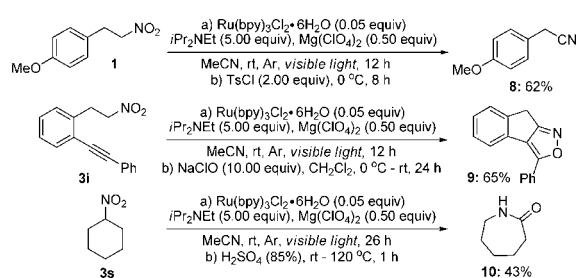 a) Ru(bpy)₃Cl₂•6H₂O (0.05 equiv)
iPr₂NEt (5.00 equiv), Mg(ClO₄)₂ (0.50 equiv)
MeCN, rt, Ar, visible light, 12 h
b) TsCl (2.00 equiv), 0 °C, 8 h
NO₂
MeO
1
CN
MeO
8: 62%
a) Ru(bpy)₃Cl₂•6H₂O (0.05 equiv)
iPr₂NEt (5.00 equiv), Mg(ClO₄)₂ (0.50 equiv)
MeCN, rt, Ar, visible light, 12 h
b) NaClO (10.00 equiv), CH₂Cl₂, 0 °C - rt, 24 h
NO₂
Ph
3i
N
O
Ph
9: 65%
a) Ru(bpy)₃Cl₂•6H₂O (0.05 equiv)
iPr₂NEt (5.00 equiv), Mg(ClO₄)₂ (0.50 equiv)
MeCN, rt, Ar, visible light, 26 h
b) H₂SO₄ (85%), rt - 120 °C, 1 h
NO₂
3s
H
N
O
10: 43%